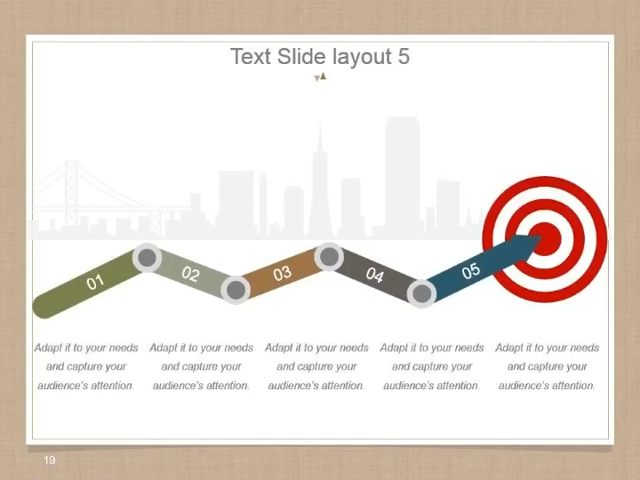 Text Slide layout 5
01
02
03
04
05
Adapt it to your needs
and capture your
audience's attention.
Adapt it to your needs
and capture your
audience's attention.
Adapt it to your needs
and capture your
audience's attention.
Adapt it to your needs
and capture your
audience's attention.
Adapt it to your needs
and capture your
audience's attention.
19